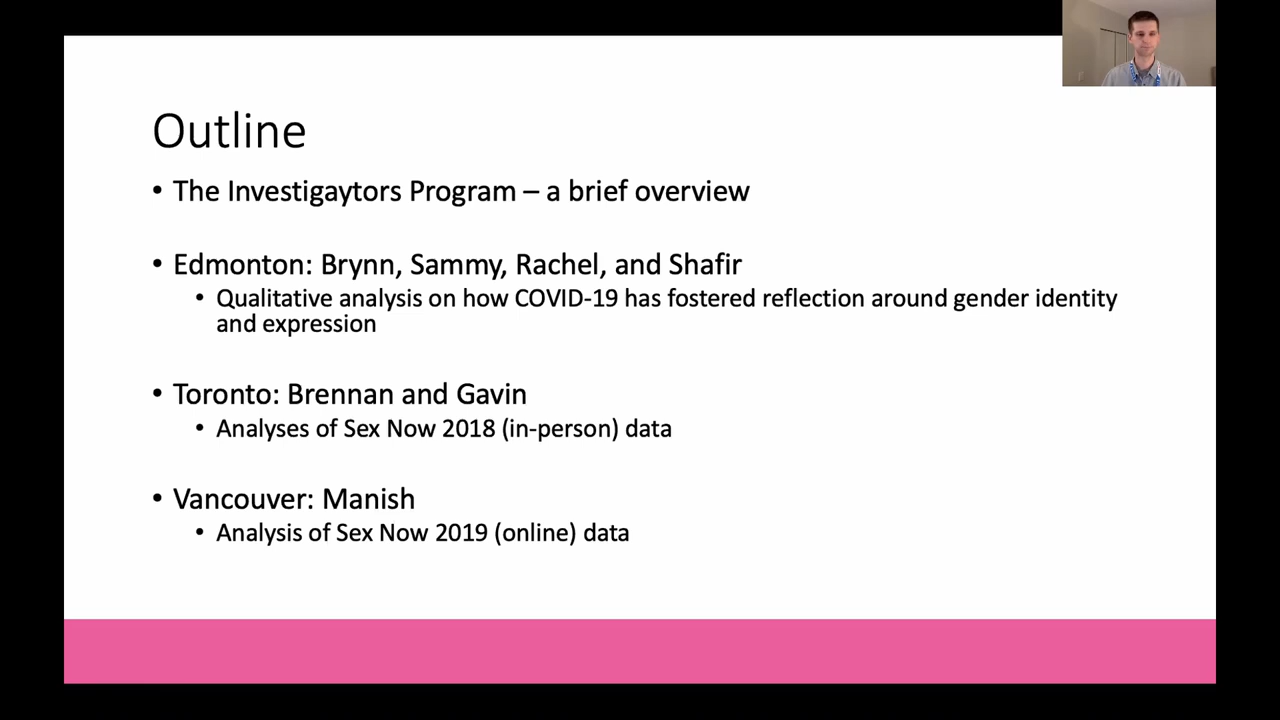 Outline
• The Investigaytors Program – a brief overview
• Edmonton: Brynn, Sammy, Rachel, and Shafir
• Qualitative analysis on how COVID-19 has fostered reflection around gender identity
and expression
• Toronto: Brennan and Gavin
• Analyses of Sex Now 2018 (in-person) data
• Vancouver: Manish
• Analysis of Sex Now 2019 (online) data